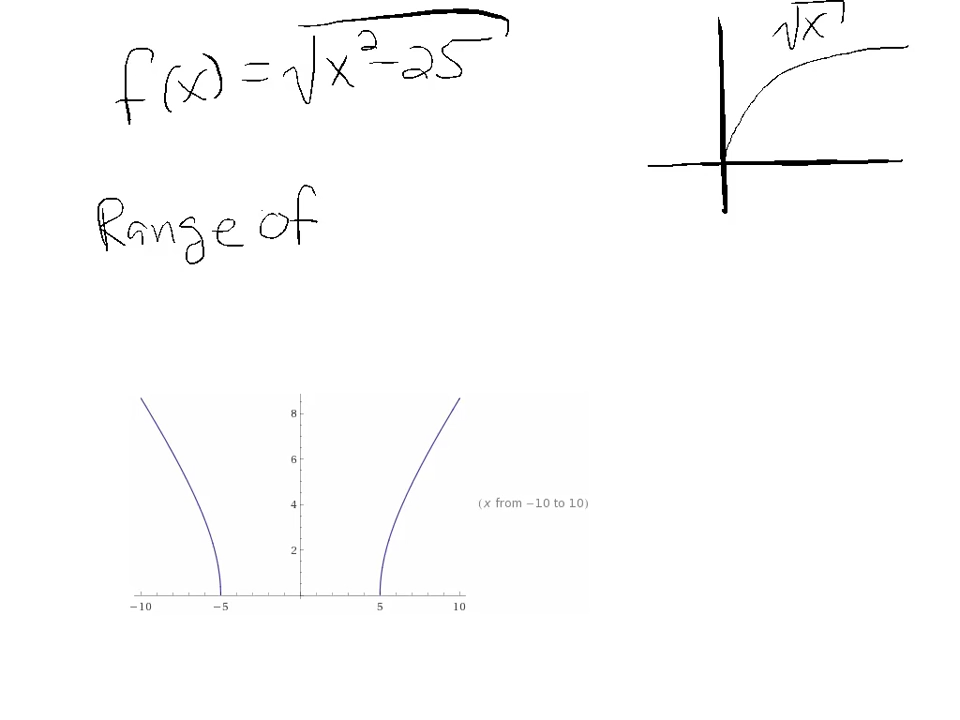 f(x) = √x²-25
√x
Range of
8
6
4
2
(x from −10 to 10)
−10 −5 5 10